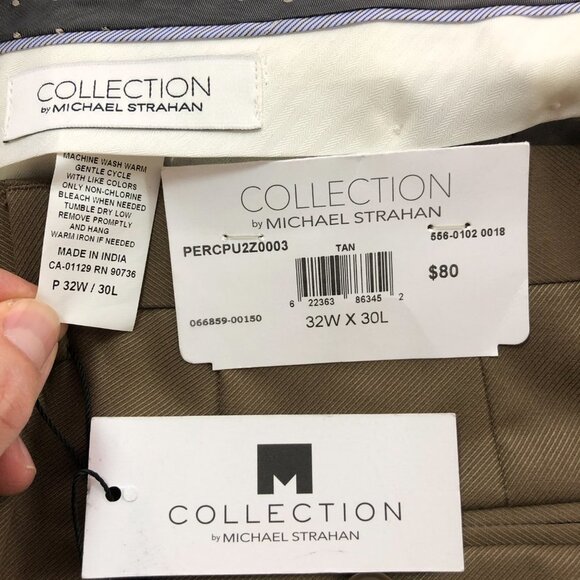 COLLECTION
by MICHAEL STRAHAN
MACHINE WASH WARM
GENTLE CYCLE
WITH LIKE COLORS
ONLY NON-CHLORINE
BLEACH WHEN NEEDED
TUMBLE DRY LOW
REMOVE PROMPTLY
AND HANG
WARM IRON IF NEEDED
MADE IN INDIA
CA-01129 RN 90736
P 32W / 30L
COLLECTION
by MICHAEL STRAHAN
PERCPU2Z0003 TAN 556-0102 0018
$80
6 22363 86345 2
066859-00150 32W X 30L
M
COLLECTION
by MICHAEL STRAHAN